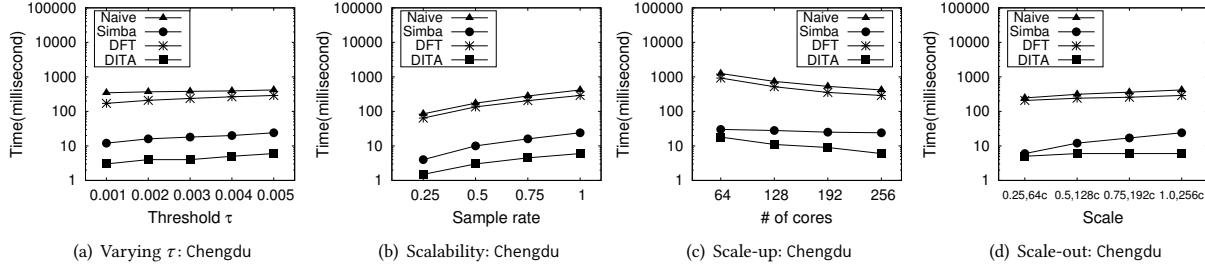 Time(millisecond)
100000
10000
1000
100
10
1
Naive
Simba
DFT
DITA
0.001 0.002 0.003 0.004 0.005
Threshold τ
(a) Varying τ: Chengdu
Time(millisecond)
100000
10000
1000
100
10
1
Naive
Simba
DFT
DITA
0.25 0.5 0.75 1
Sample rate
(b) Scalability: Chengdu
Time(millisecond)
100000
10000
1000
100
10
1
Naive
Simba
DFT
DITA
64 128 192 256
# of cores
(c) Scale-up: Chengdu
Time(millisecond)
100000
10000
1000
100
10
1
Naive
Simba
DFT
DITA
0.25,64c 0.5,128c 0.75,192c 1.0,256c
Scale
(d) Scale-out: Chengdu